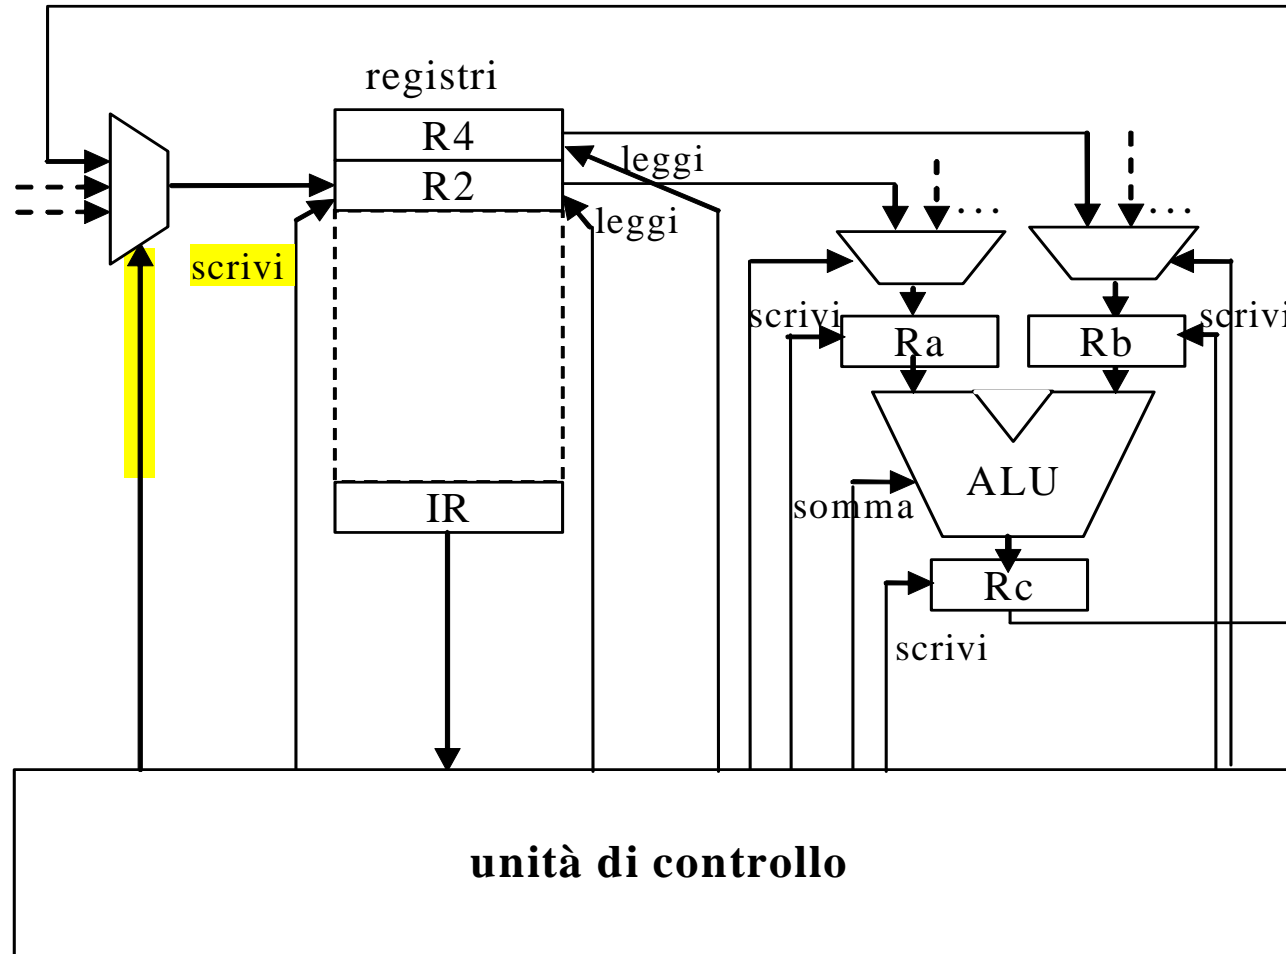 registri
R4
leggi
R2
leggi
...
...
scrivi
scrivi
Ra
Rb
scrivi
ALU
IR
somma
Rc
scrivi
unità di controllo